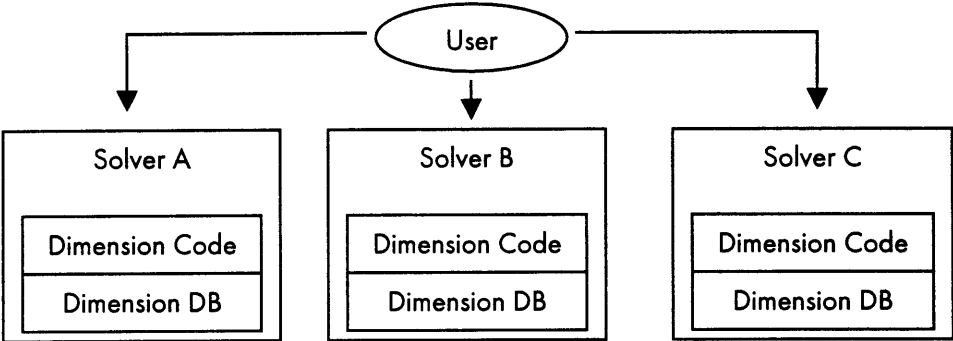 User
Solver A
Dimension Code
Dimension DB
Solver B
Dimension Code
Dimension DB
Solver C
Dimension Code
Dimension DB